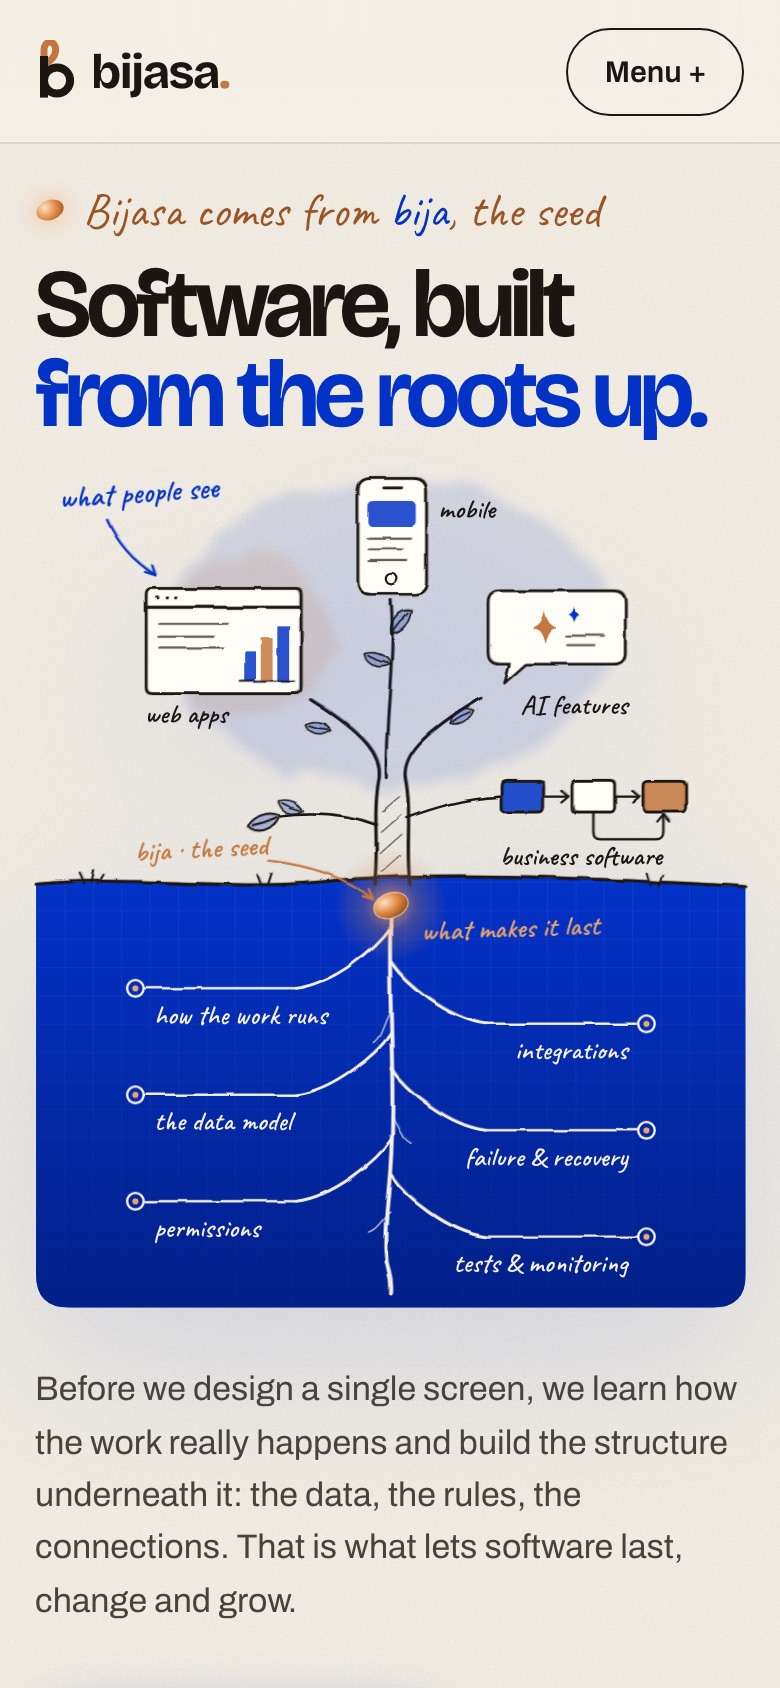 bijasa.
Menu +
Bijasa comes from bija, the seed
Software, built
from the roots up.
what people see
mobile
web apps
AI features
business software
bija · the seed
what makes it last
how the work runs
integrations
the data model
failure & recovery
permissions
tests & monitoring
Before we design a single screen, we learn how
the work really happens and build the structure
underneath it: the data, the rules, the
connections. That is what lets software last,
change and grow.